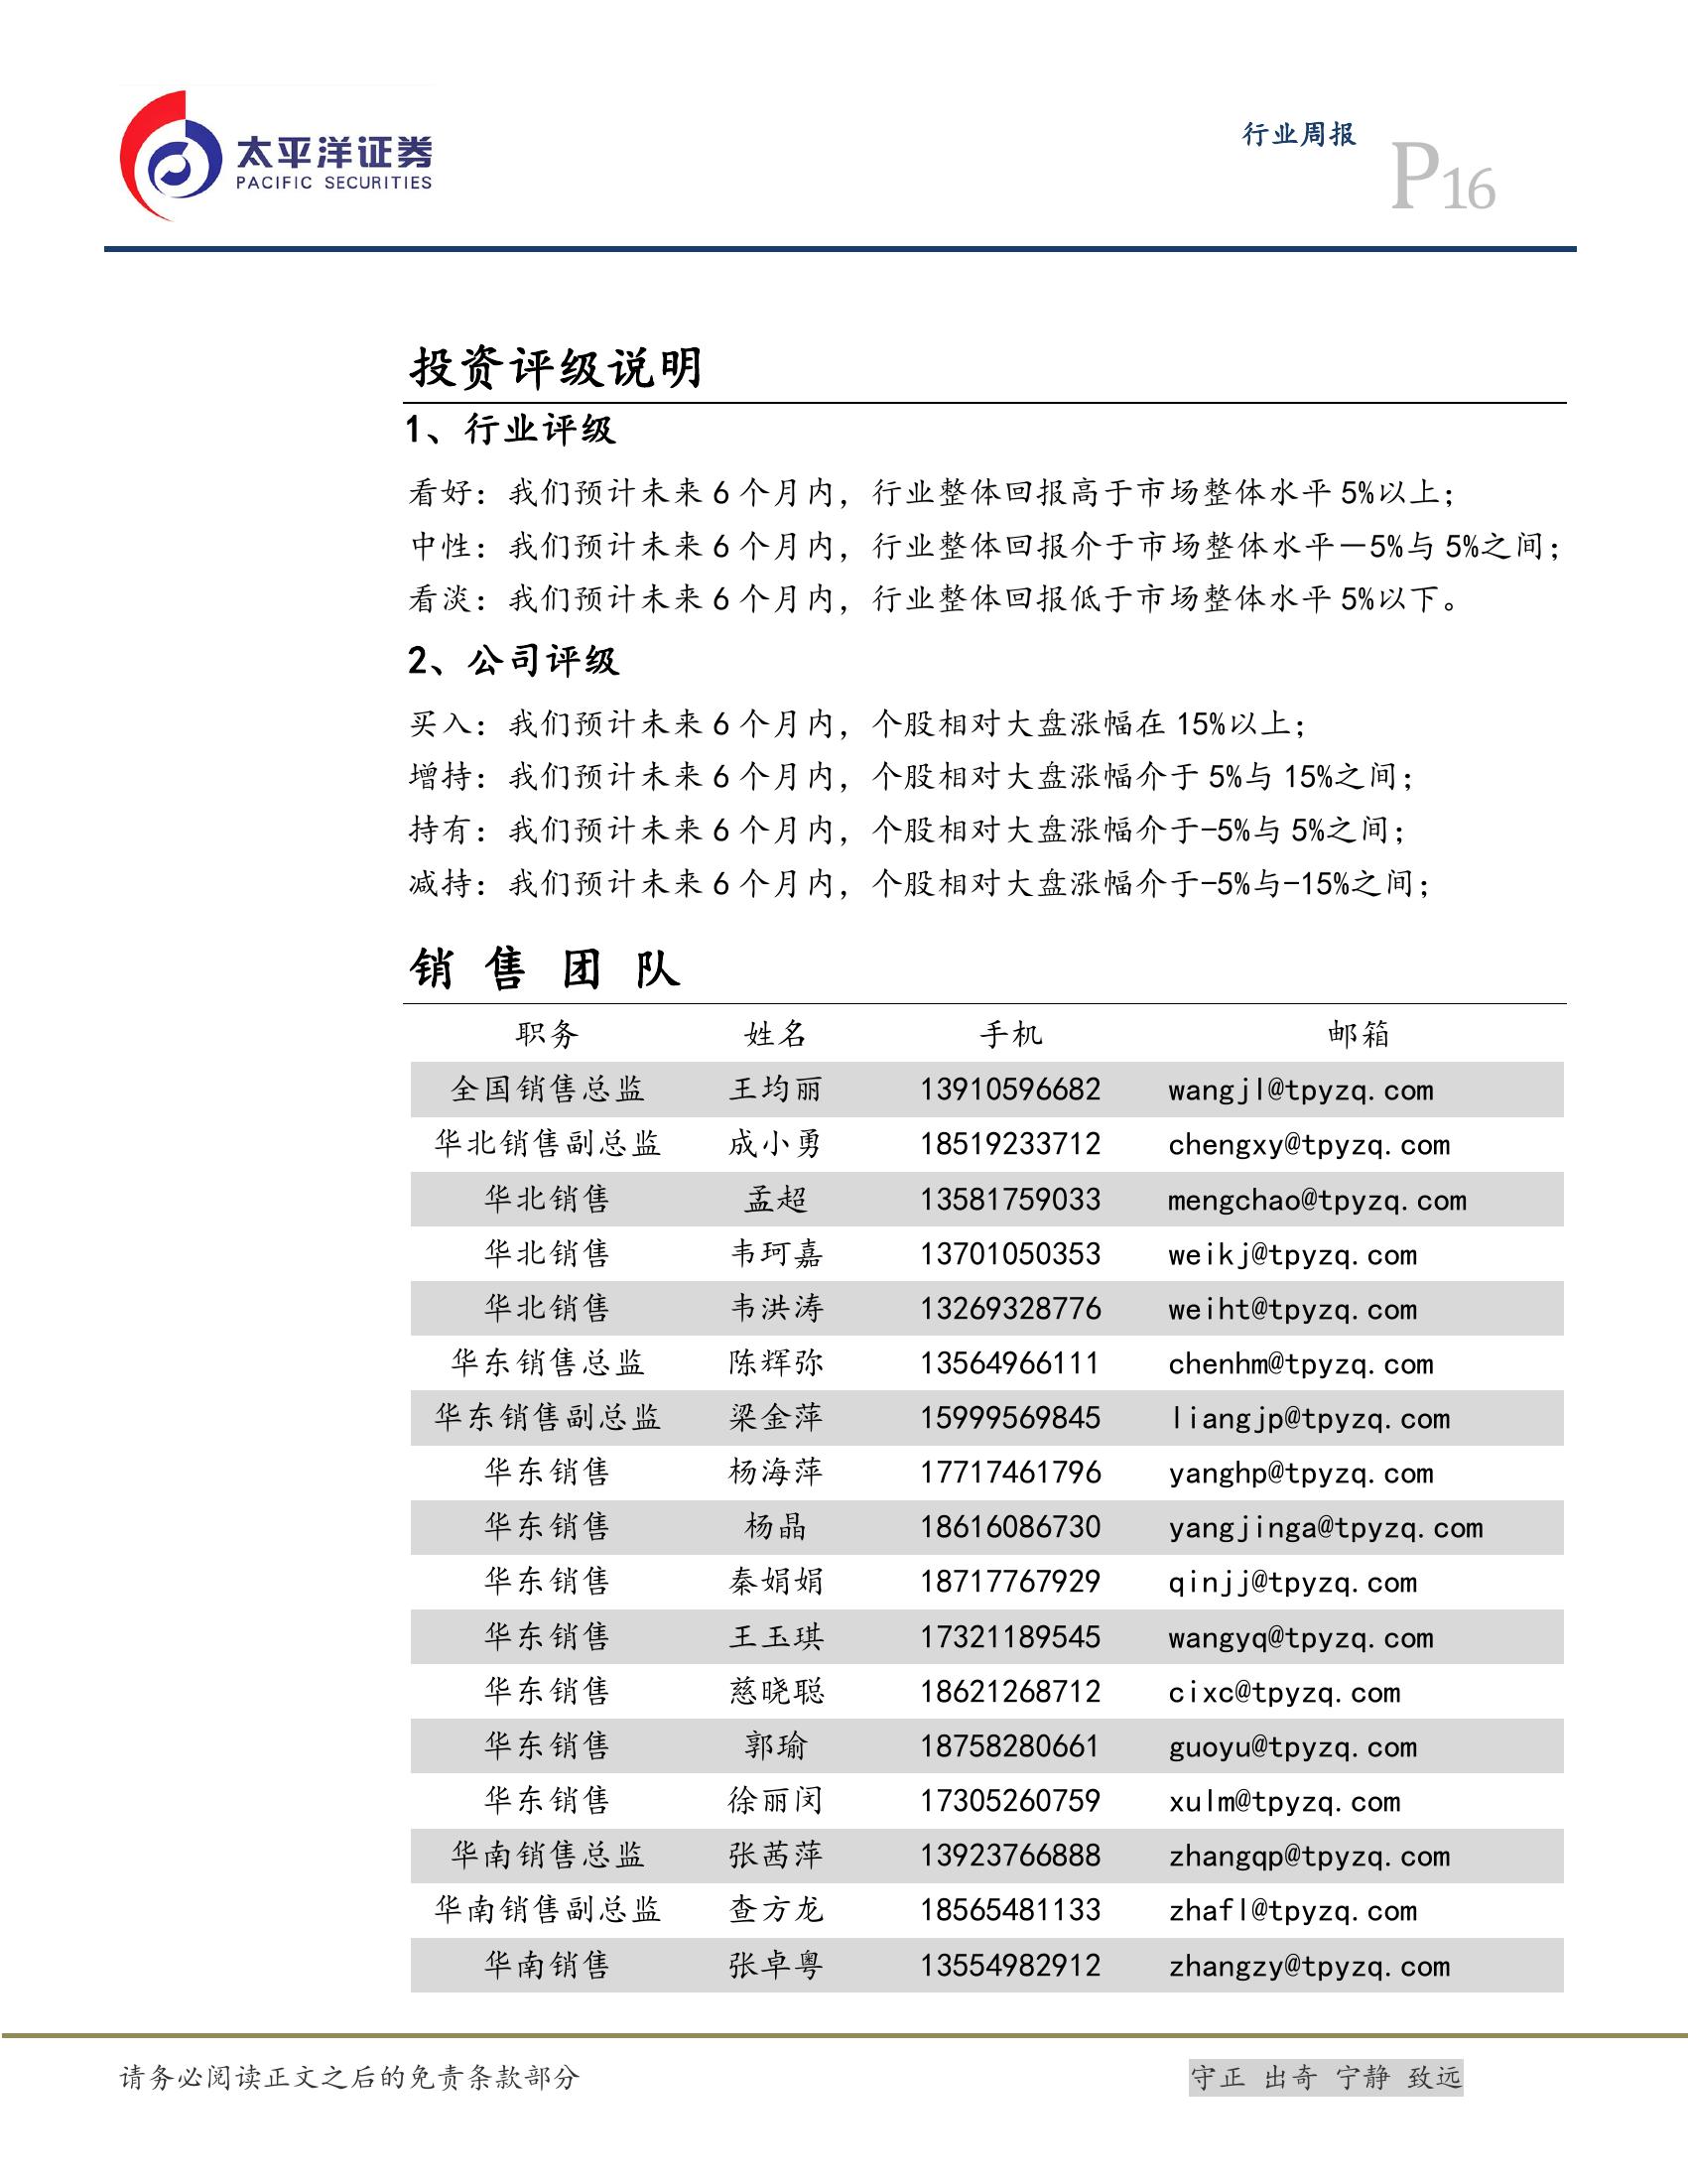 太平洋证券
PACIFIC SECURITIES
行业周报
P16
投资评级说明
1、行业评级
看好：我们预计未来 6 个月内，行业整体回报高于市场整体水平 5%以上；
中性：我们预计未来 6 个月内，行业整体回报介于市场整体水平－5%与 5%之间；
看淡：我们预计未来 6 个月内，行业整体回报低于市场整体水平 5%以下。
2、公司评级
买入：我们预计未来 6 个月内，个股相对大盘涨幅在 15%以上；
增持：我们预计未来 6 个月内，个股相对大盘涨幅介于 5%与 15%之间；
持有：我们预计未来 6 个月内，个股相对大盘涨幅介于-5%与 5%之间；
减持：我们预计未来 6 个月内，个股相对大盘涨幅介于-5%与-15%之间；
销 售 团 队
职务 姓名 手机 邮箱
全国销售总监 王均丽 13910596682 wangjl@tpyzq.com
华北销售副总监 成小勇 18519233712 chengxy@tpyzq.com
华北销售 孟超 13581759033 mengchao@tpyzq.com
华北销售 韦珂嘉 13701050353 weikj@tpyzq.com
华北销售 韦洪涛 13269328776 weiht@tpyzq.com
华东销售总监 陈辉弥 13564966111 chenhm@tpyzq.com
华东销售副总监 梁金萍 15999569845 liangjp@tpyzq.com
华东销售 杨海萍 17717461796 yanghp@tpyzq.com
华东销售 杨晶 18616086730 yangjinga@tpyzq.com
华东销售 秦娟娟 18717767929 qinjj@tpyzq.com
华东销售 王玉琪 17321189545 wangyq@tpyzq.com
华东销售 慈晓聪 18621268712 cixc@tpyzq.com
华东销售 郭瑜 18758280661 guoyu@tpyzq.com
华东销售 徐丽闵 17305260759 xulm@tpyzq.com
华南销售总监 张茜萍 13923766888 zhangqp@tpyzq.com
华南销售副总监 查方龙 18565481133 zhafl@tpyzq.com
华南销售 张卓粤 13554982912 zhangzy@tpyzq.com
请务必阅读正文之后的免责条款部分
守正 出奇 宁静 致远